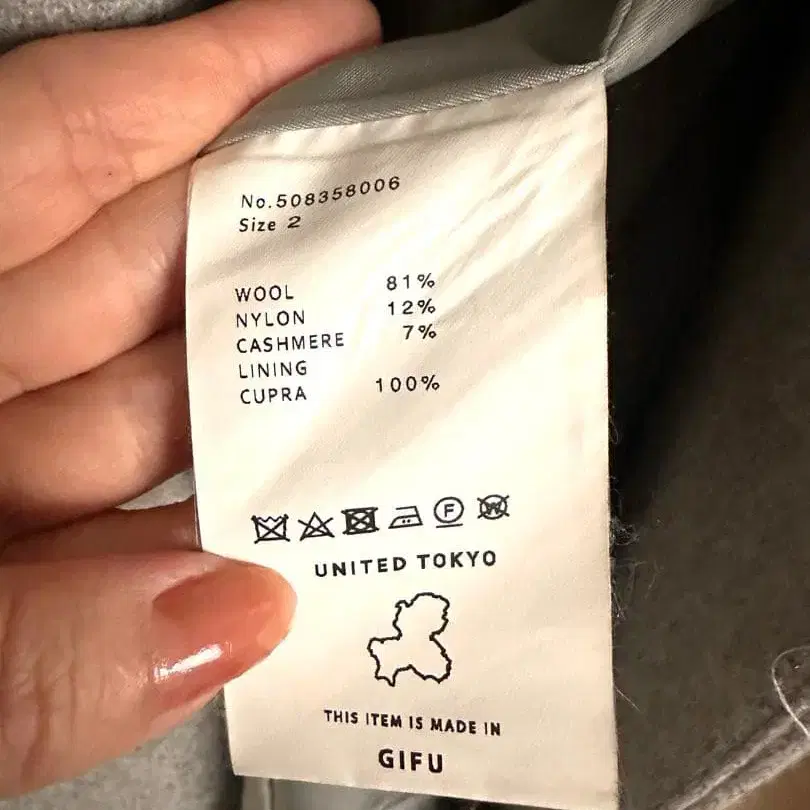 No.508358006
Size 2
WOOL 81%
NYLON 12%
CASHMERE 7%
LINING
CUPRA 100%
F W
UNITED TOKYO
THIS ITEM IS MADE IN
GIFU